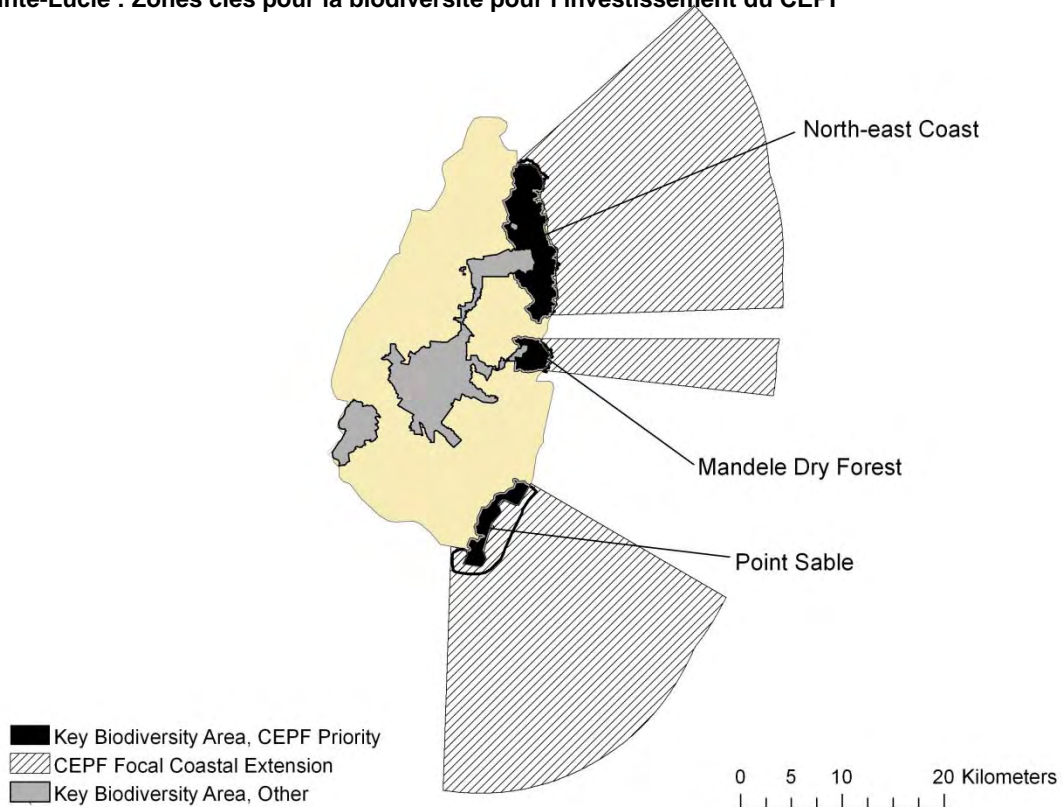 inte-Lucie : Zones clés pour la biodiversité pour l'investissement du CEPF
North-east Coast
Mandele Dry Forest
Point Sable
Key Biodiversity Area, CEPF Priority
CEPF Focal Coastal Extension
Key Biodiversity Area, Other
0 5 10 20 Kilometers